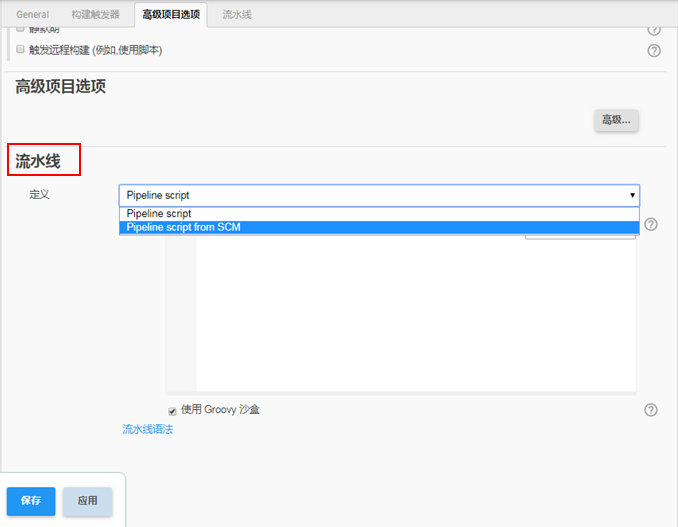 General 构建触发器 高级项目选项 流水线
静默期
触发远程构建 (例如,使用脚本)
高级项目选项
高级...
流水线
定义 Pipeline script
Pipeline script
Pipeline script from SCM
使用 Groovy 沙盒
流水线语法
保存 应用